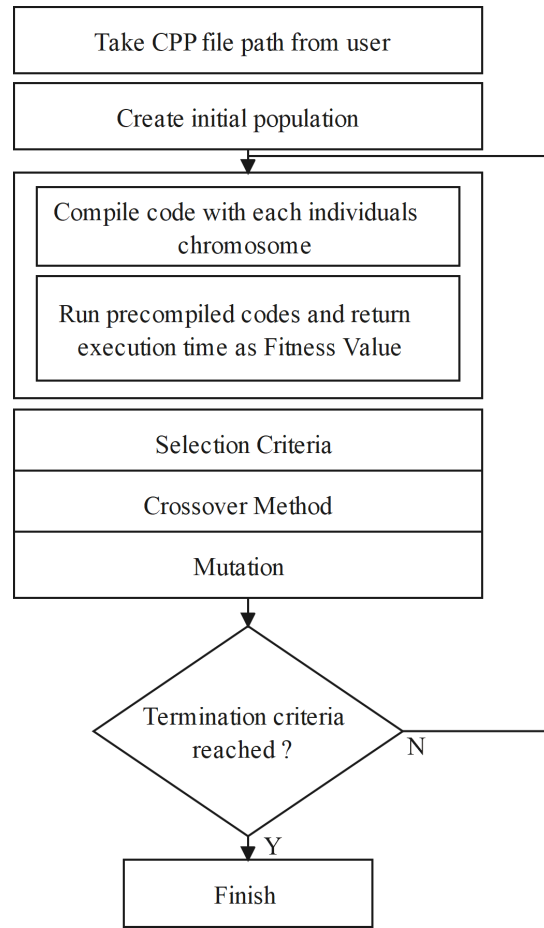 Take CPP file path from user
Create initial population
Compile code with each individuals
chromosome
Run precompiled codes and return
execution time as Fitness Value
Selection Criteria
Crossover Method
Mutation
Termination criteria
reached ?
N
Y
Finish